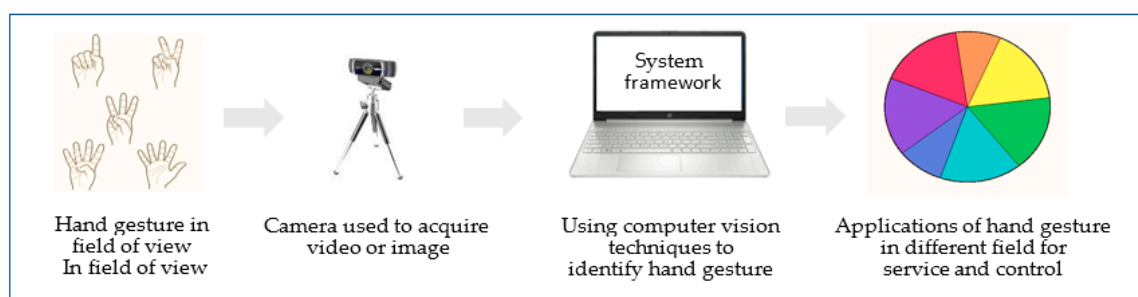 System
framework
Hand gesture in
field of view
In field of view
Camera used to acquire
video or image
Using computer vision
techniques to
identify hand gesture
Applications of hand gesture
in different field for
service and control